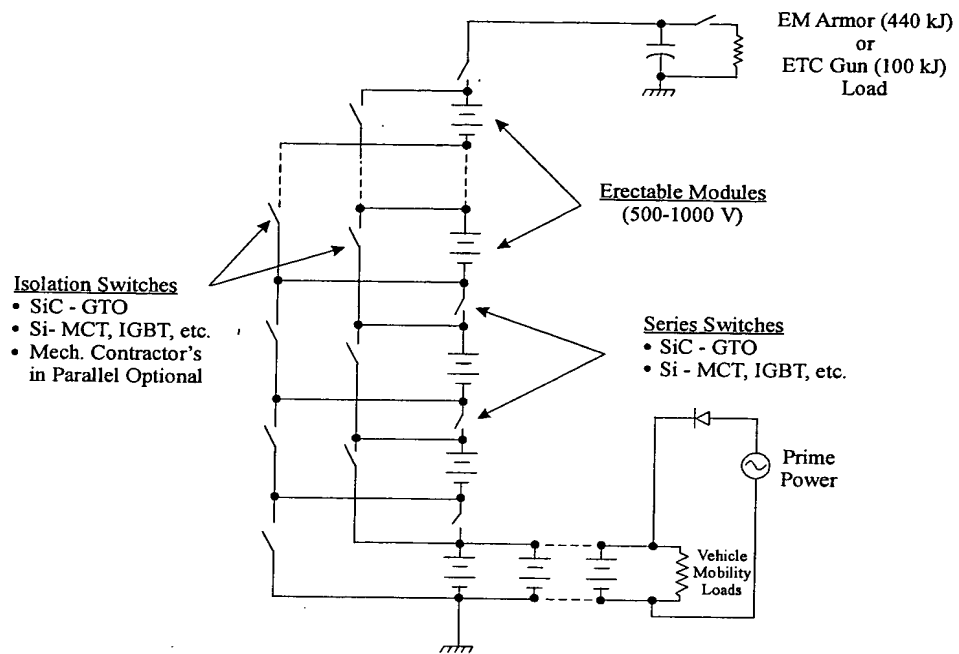 EM Armor (440 kJ)
or
ETC Gun (100 kJ)
Load
Erectable Modules
(500-1000 V)
Isolation Switches
• SiC - GTO
• Si- MCT, IGBT, etc.
• Mech. Contractor's
in Parallel Optional
Series Switches
• SiC - GTO
• Si - MCT, IGBT, etc.
Prime
Power
Vehicle
Mobility
Loads